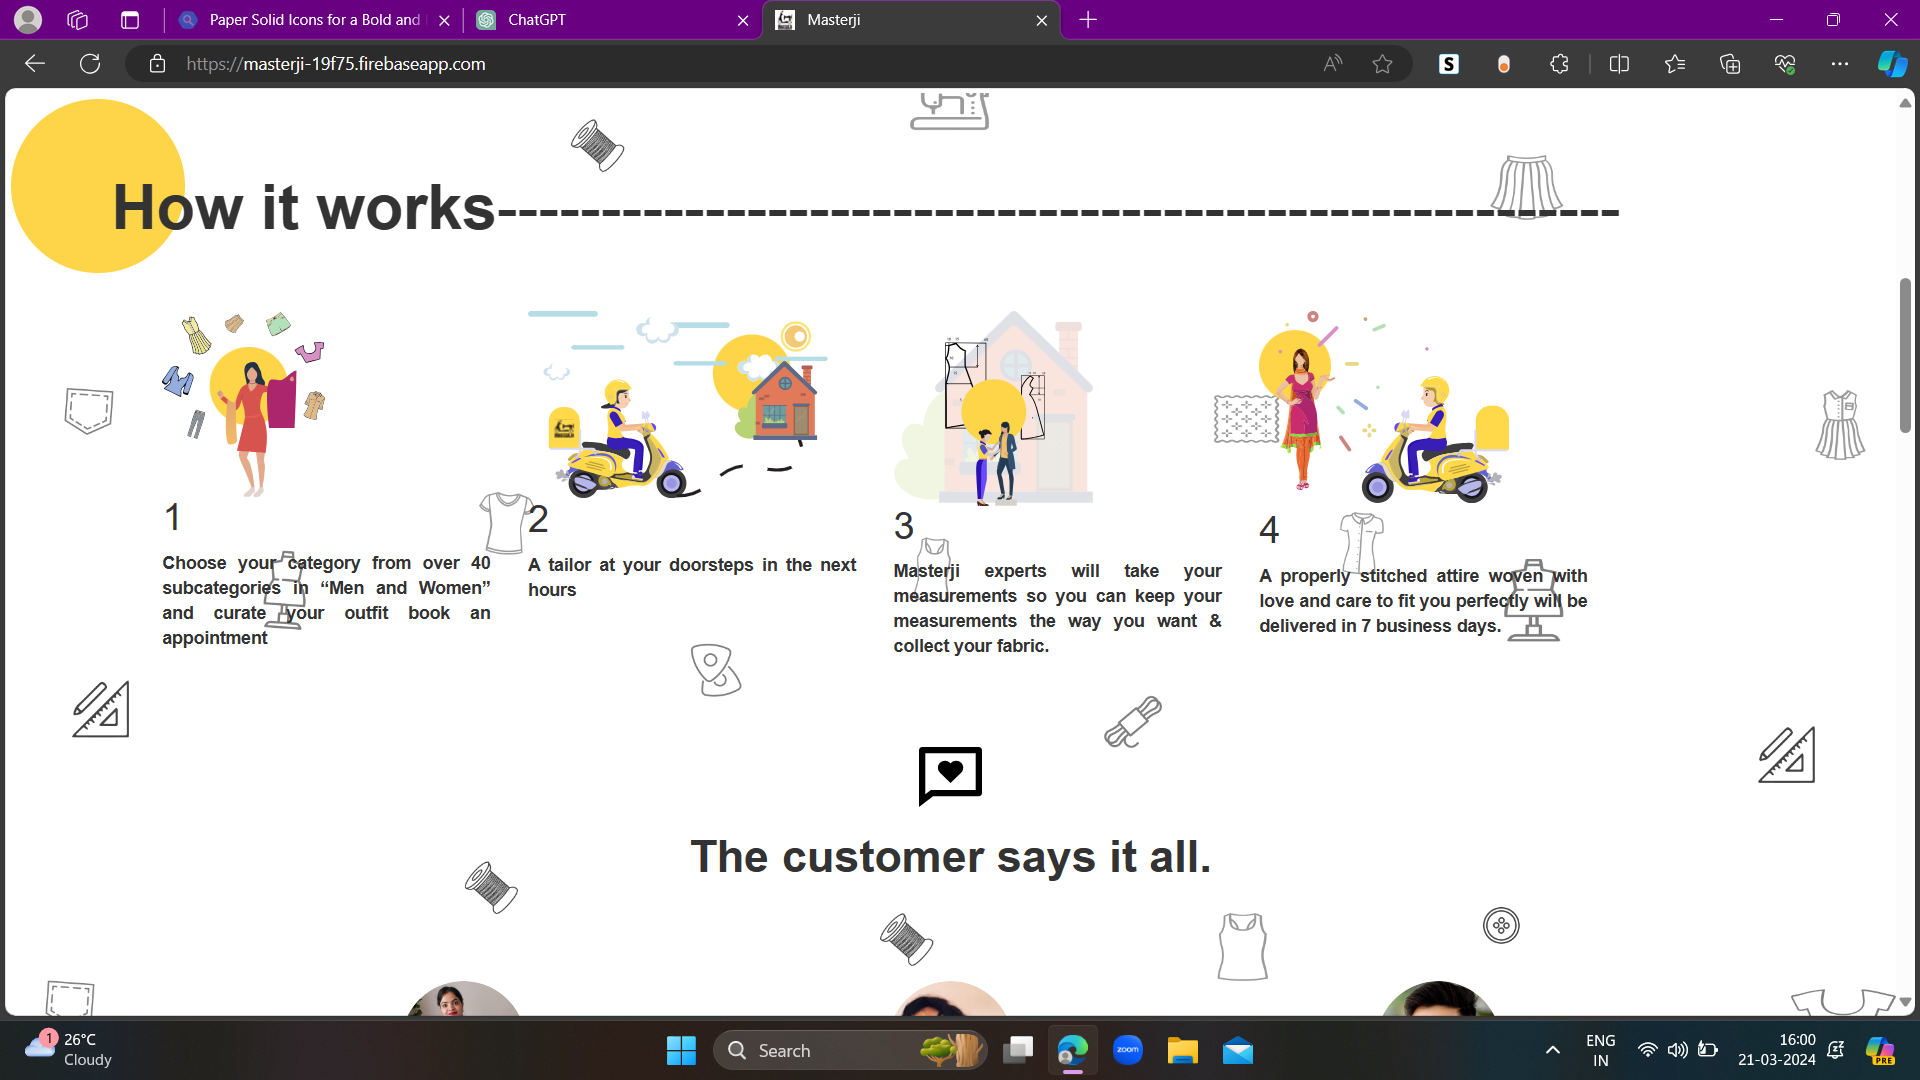 Paper Solid Icons for a Bold and
ChatGPT
Masterji
https://masterji-19f75.firebaseapp.com
How it works------------------------------------------------------
1
Choose your category from over 40
subcategories in “Men and Women”
and curate your outfit book an
appointment
2
A tailor at your doorsteps in the next
hours
3
Masterji experts will take your
measurements so you can keep your
measurements the way you want &
collect your fabric.
4
A properly stitched attire woven with
love and care to fit you perfectly will be
delivered in 7 business days.
The customer says it all.
1
26°C
Cloudy
Search
zoom
ENG
IN
16:00
21-03-2024
PRE